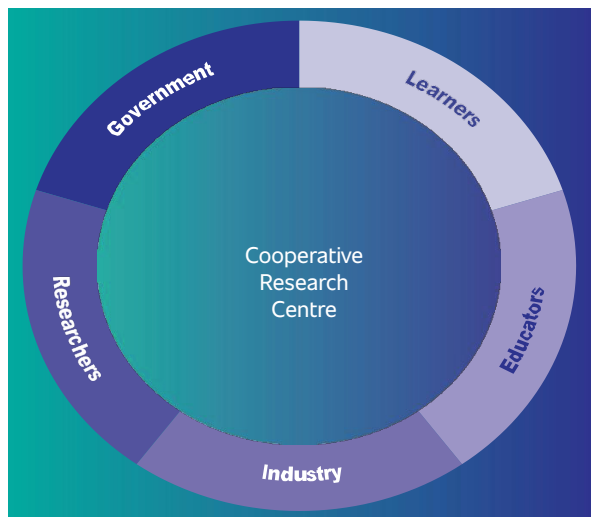 Government
Learners
Cooperative
Research
Centre
Researchers
Educators
Industry